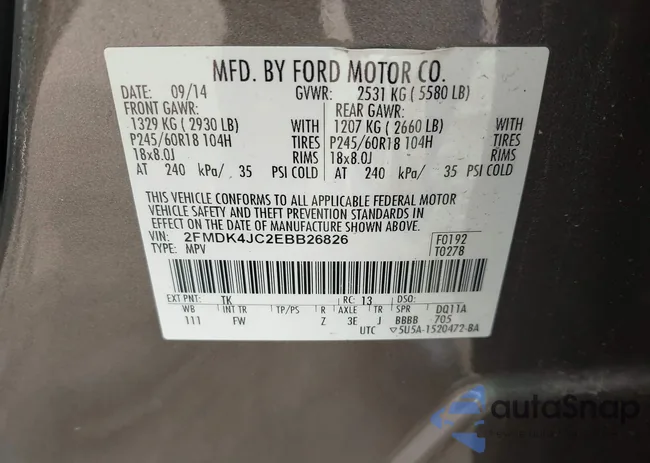 MFD. BY FORD MOTOR CO.
DATE: 09/14 GVWR: 2531 KG ( 5580 LB)
FRONT GAWR: REAR GAWR:
1329 KG ( 2930 LB) WITH 1207 KG ( 2660 LB) WITH
P245/60R18 104H TIRES P245/60R18 104H TIRES
18x8.0J RIMS 18x8.0J RIMS
AT 240 kPa/ 35 PSI COLD AT 240 kPa/ 35 PSI COLD
THIS VEHICLE CONFORMS TO ALL APPLICABLE FEDERAL MOTOR
VEHICLE SAFETY AND THEFT PREVENTION STANDARDS IN
EFFECT ON THE DATE OF MANUFACTURE SHOWN ABOVE.
VIN: 2FMDK4JC2EBB26826 F0192
TYPE: MPV T0278
EXT PNT: TK RC: 13 DSO:
WB INT TR TP/PS R AXLE TR SPR DQ11A
111 FW Z 3E J BBBB 705
UTC 5U5A-1520472-BA
autoSnap